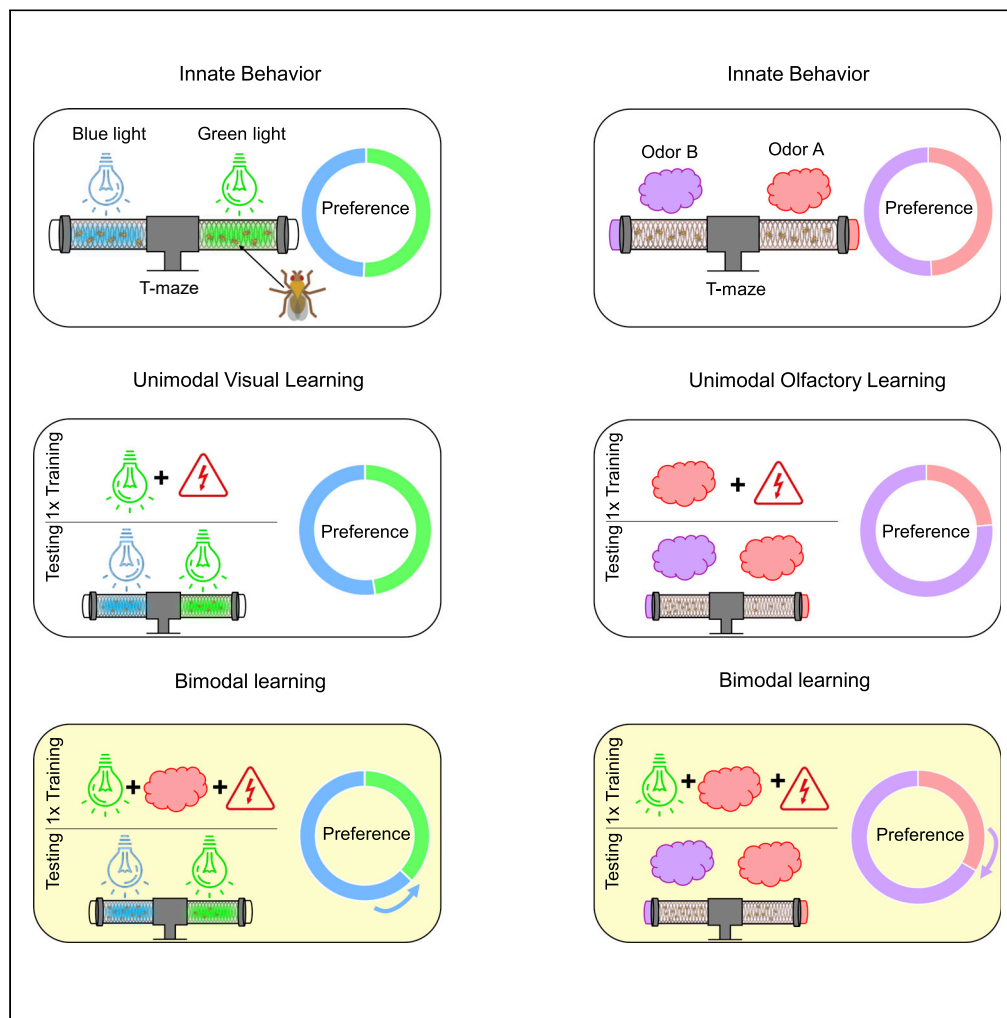 Innate Behavior
Blue light
Green light
Preference
T-maze
Innate Behavior
Odor B
Odor A
Preference
T-maze
Unimodal Visual Learning
1x Training
Testing
Preference
Unimodal Olfactory Learning
1x Training
Testing
Preference
Bimodal learning
1x Training
Testing
Preference
Bimodal learning
1x Training
Testing
Preference